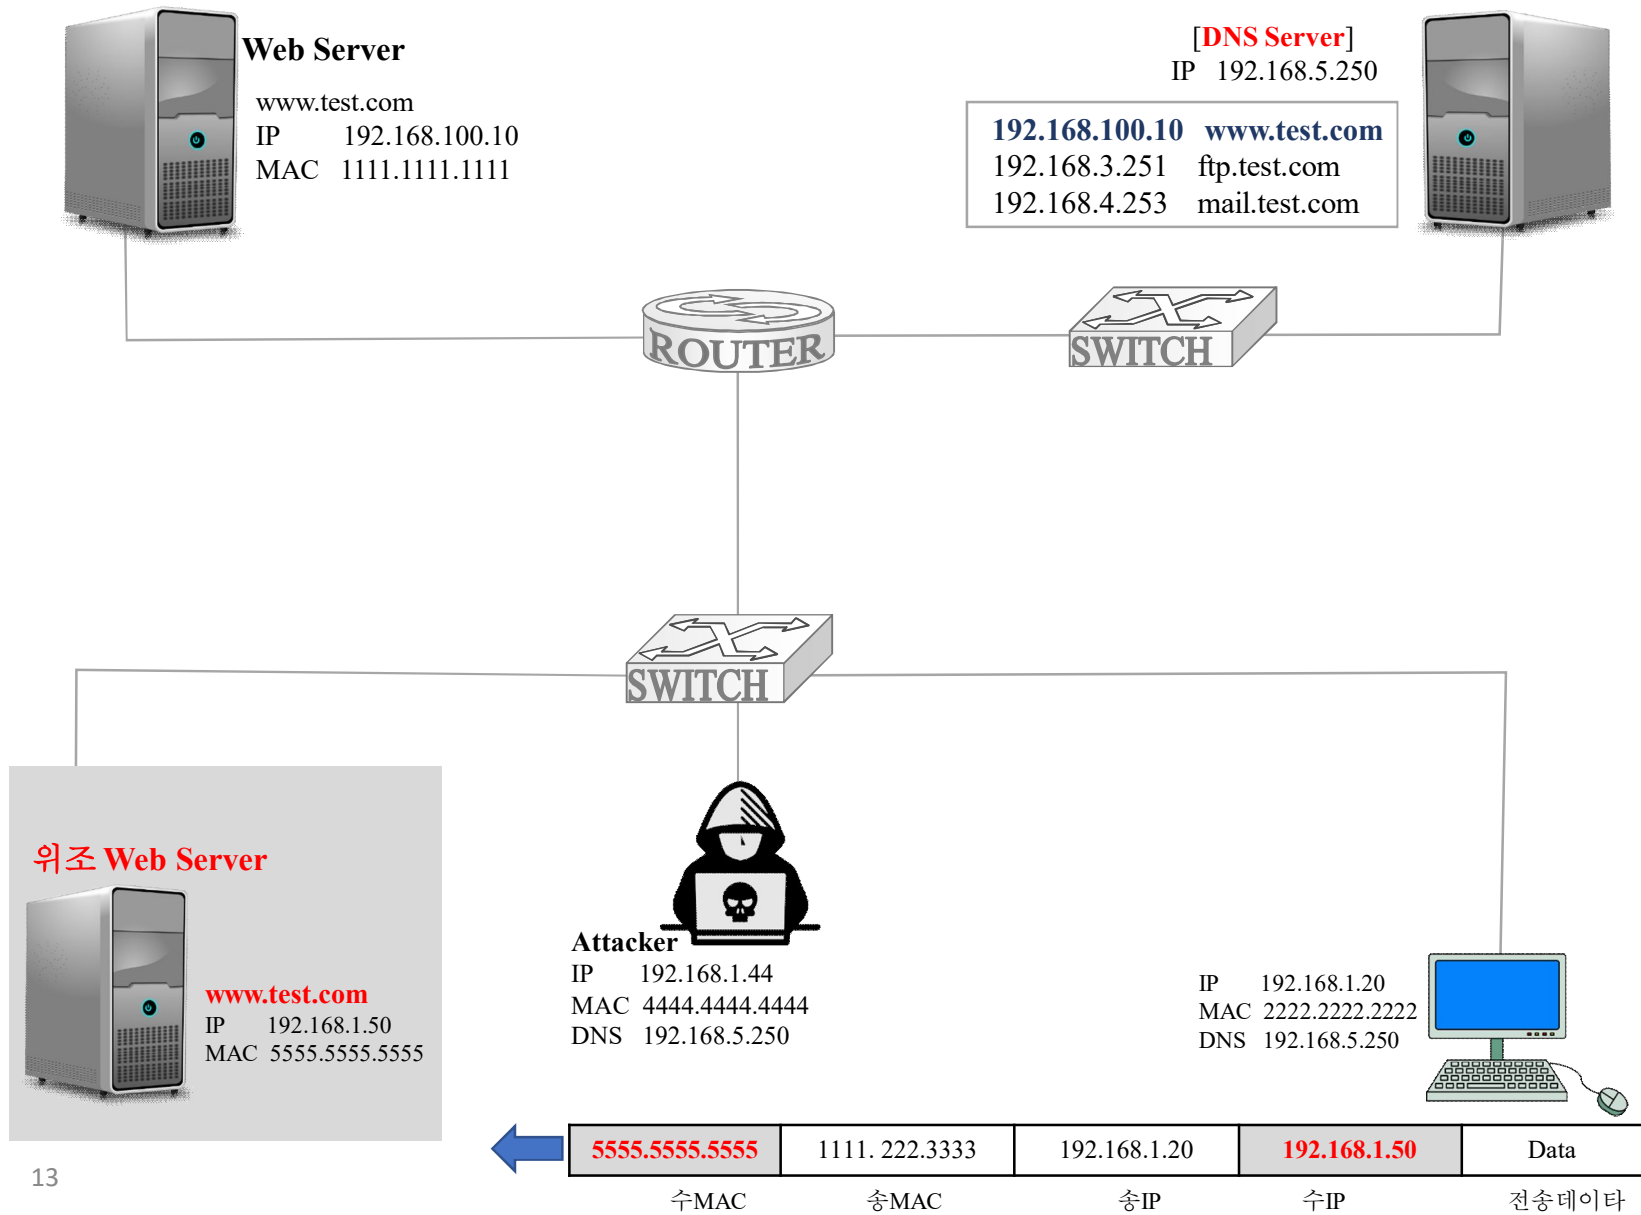 Web Server
www.test.com
IP 192.168.100.10
MAC 1111.1111.1111
[DNS Server]
IP 192.168.5.250
192.168.100.10 www.test.com
192.168.3.251 ftp.test.com
192.168.4.253 mail.test.com
ROUTER
SWITCH
SWITCH
위조 Web Server
www.test.com
IP 192.168.1.50
MAC 5555.5555.5555
Attacker
IP 192.168.1.44
MAC 4444.4444.4444
DNS 192.168.5.250
IP 192.168.1.20
MAC 2222.2222.2222
DNS 192.168.5.250
5555.5555.5555 1111. 222.3333 192.168.1.20 192.168.1.50 Data
수MAC 송MAC 송IP 수IP 전송데이타
13